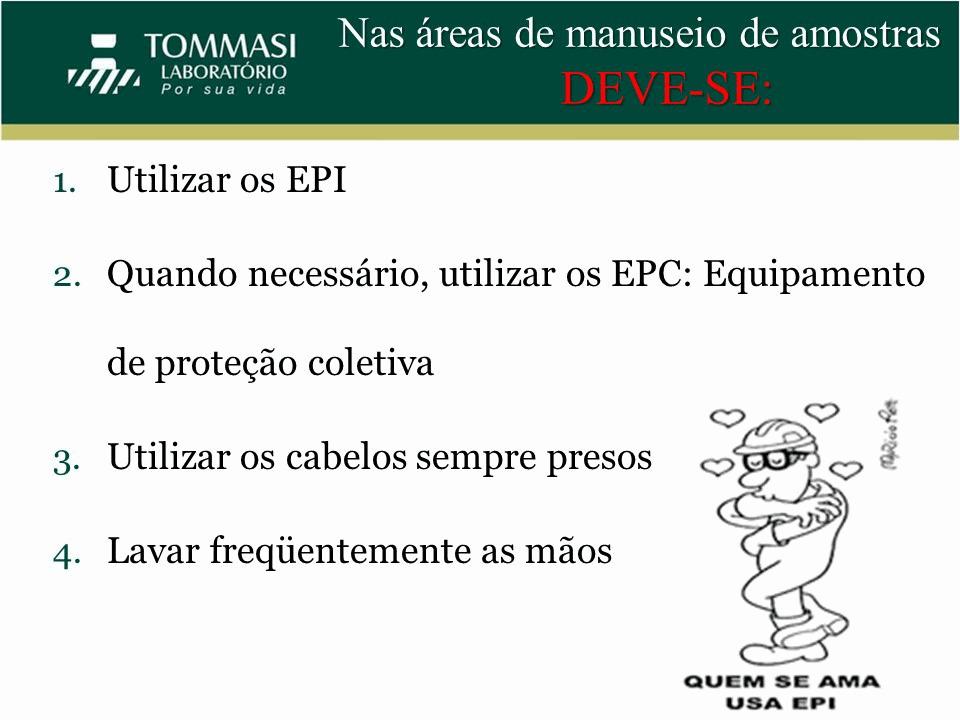 TOMMASI
LABORATÓRIO
Por sua vida
Nas áreas de manuseio de amostras
DEVE-SE:
1. Utilizar os EPI
2. Quando necessário, utilizar os EPC: Equipamento
de proteção coletiva
3. Utilizar os cabelos sempre presos
4. Lavar freqüentemente as mãos
QUEM SE AMA
USA EPI